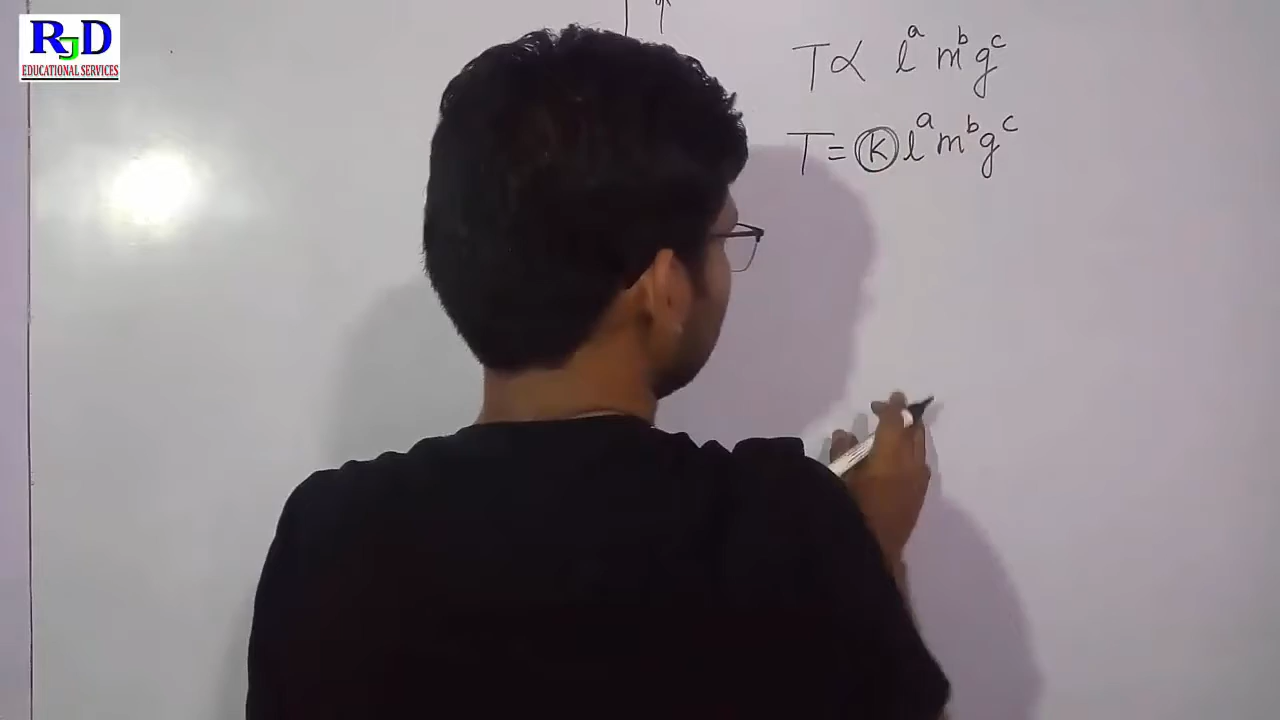 RJD
EDUCATIONAL SERVICES
T ∝ l^a m^b g^c
T = K l^a m^b g^c